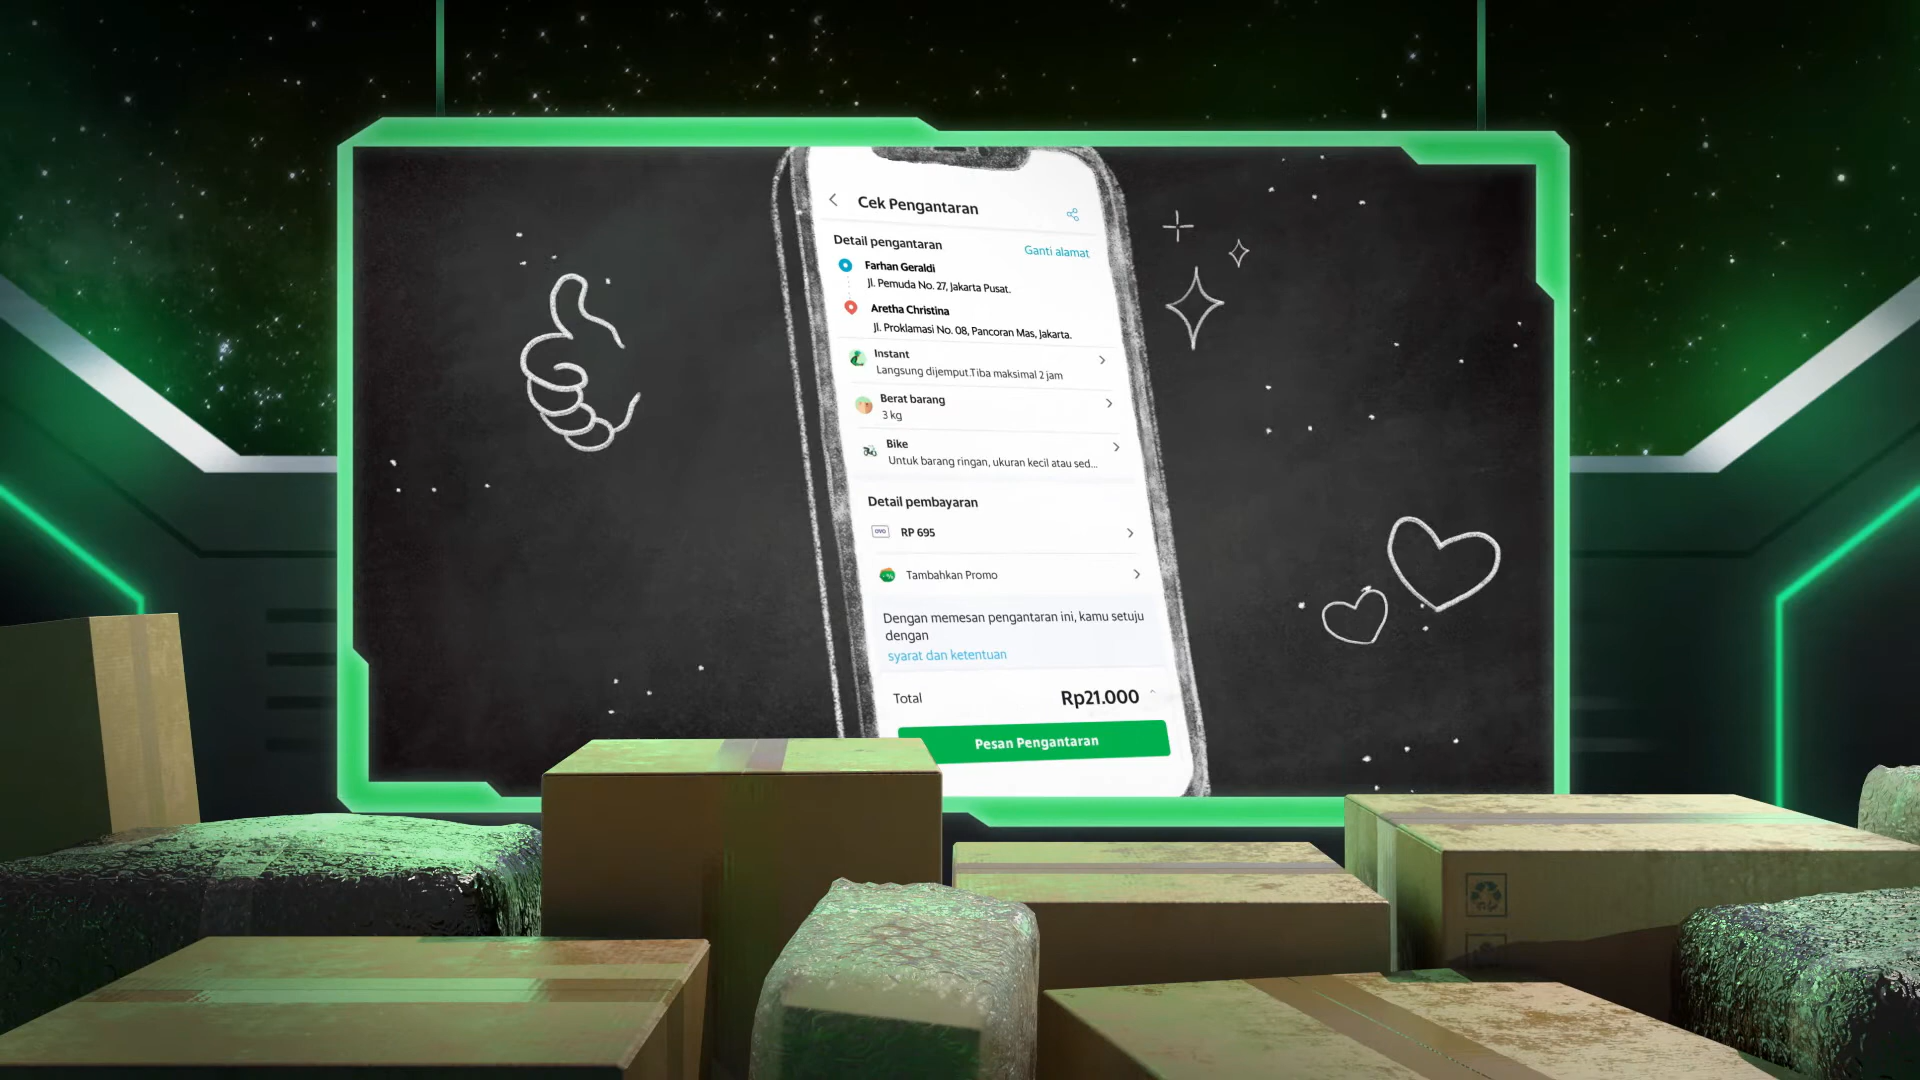 Cek Pengantaran
Detail pengantaran
Ganti alamat
Farhan Geraldi
Jl. Pemuda No. 27, Jakarta Pusat.
Aretha Christina
Jl. Proklamasi No. 08, Pancoran Mas, Jakarta.
Instant
Langsung dijemput.Tiba maksimal 2 jam
Berat barang
3 kg
Bike
Untuk barang ringan, ukuran kecil atau sed...
Detail pembayaran
OVO RP 695
Tambahkan Promo
Dengan memesan pengantaran ini, kamu setuju
dengan
syarat dan ketentuan
Total Rp21.000
Pesan Pengantaran